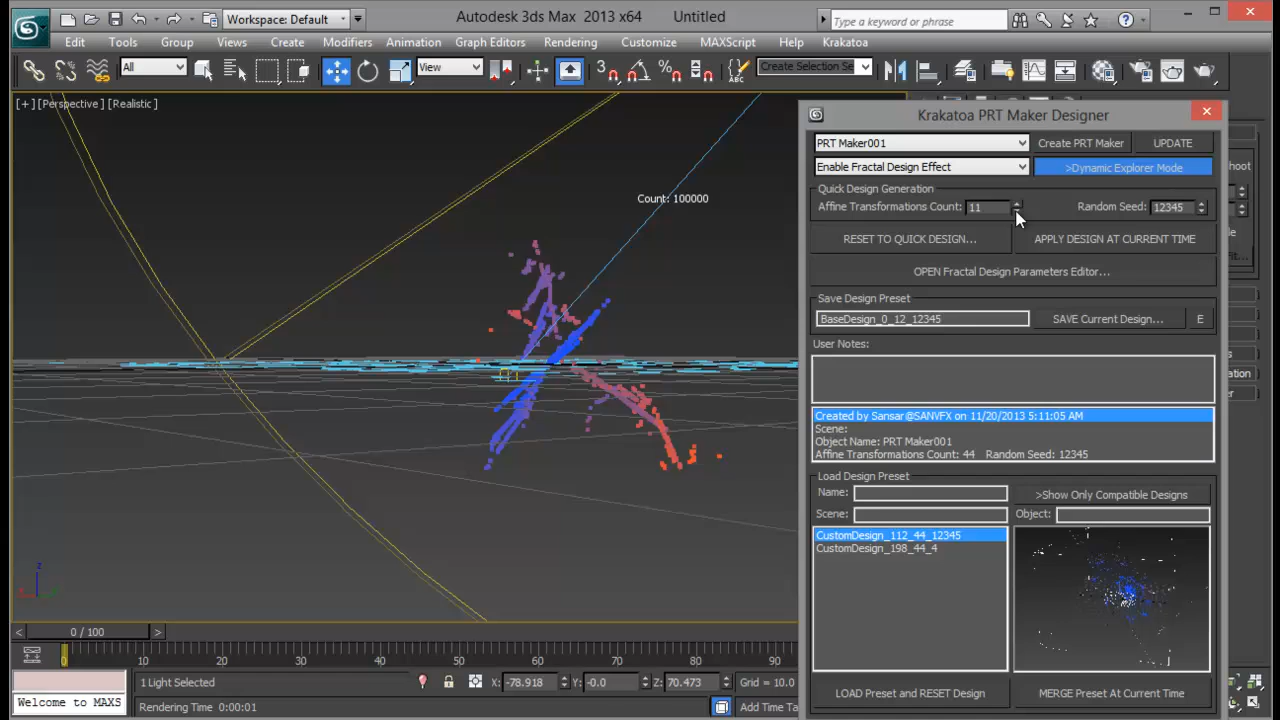 Workspace: Default
Autodesk 3ds Max 2013 x64 Untitled
Type a keyword or phrase
Edit Tools Group Views Create Modifiers Animation Graph Editors Rendering Customize MAXScript Help Krakatoa
All
View
Create Selection Se
[+] [Perspective] [Realistic]
Count: 100000
Krakatoa PRT Maker Designer
PRT Maker001
Create PRT Maker
UPDATE
Enable Fractal Design Effect
>Dynamic Explorer Mode
Quick Design Generation
Affine Transformations Count: 11
Random Seed: 12345
RESET TO QUICK DESIGN...
APPLY DESIGN AT CURRENT TIME
OPEN Fractal Design Parameters Editor...
Save Design Preset
BaseDesign_0_12_12345
SAVE Current Design...
E
User Notes:
Created by Sansar@SANVFX on 11/20/2013 5:11:05 AM
Scene:
Object Name: PRT Maker001
Affine Transformations Count: 44 Random Seed: 12345
Load Design Preset
Name:
>Show Only Compatible Designs
Scene:
Object:
CustomDesign_112_44_12345
CustomDesign_198_44_4
LOAD Preset and RESET Design
MERGE Preset At Current Time
z
< 0 / 100 >
0 10 20 30 40 50 60 70 80 90
1 Light Selected
X: -78.918 Y: -0.0 Z: 70.473 Grid = 10.0
Welcome to MAXS
Rendering Time 0:00:01
Add Time Ta